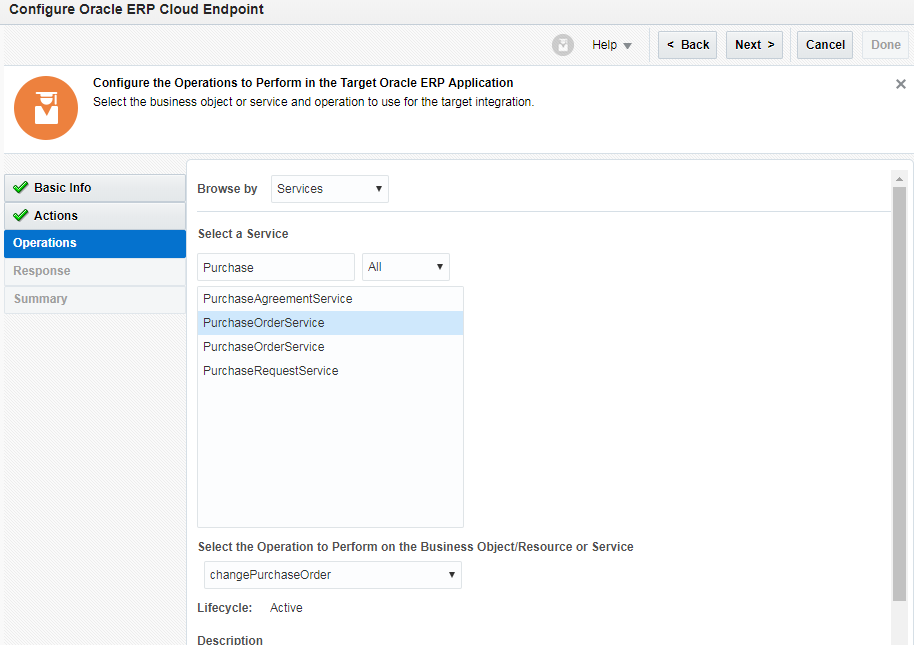 Configure Oracle ERP Cloud Endpoint
Help
< Back
Next >
Cancel
Done
Configure the Operations to Perform in the Target Oracle ERP Application
Select the business object or service and operation to use for the target integration.
Basic Info
Actions
Operations
Response
Summary
Browse by Services
Select a Service
Purchase All
PurchaseAgreementService
PurchaseOrderService
PurchaseOrderService
PurchaseRequestService
Select the Operation to Perform on the Business Object/Resource or Service
changePurchaseOrder
Lifecycle: Active
Description